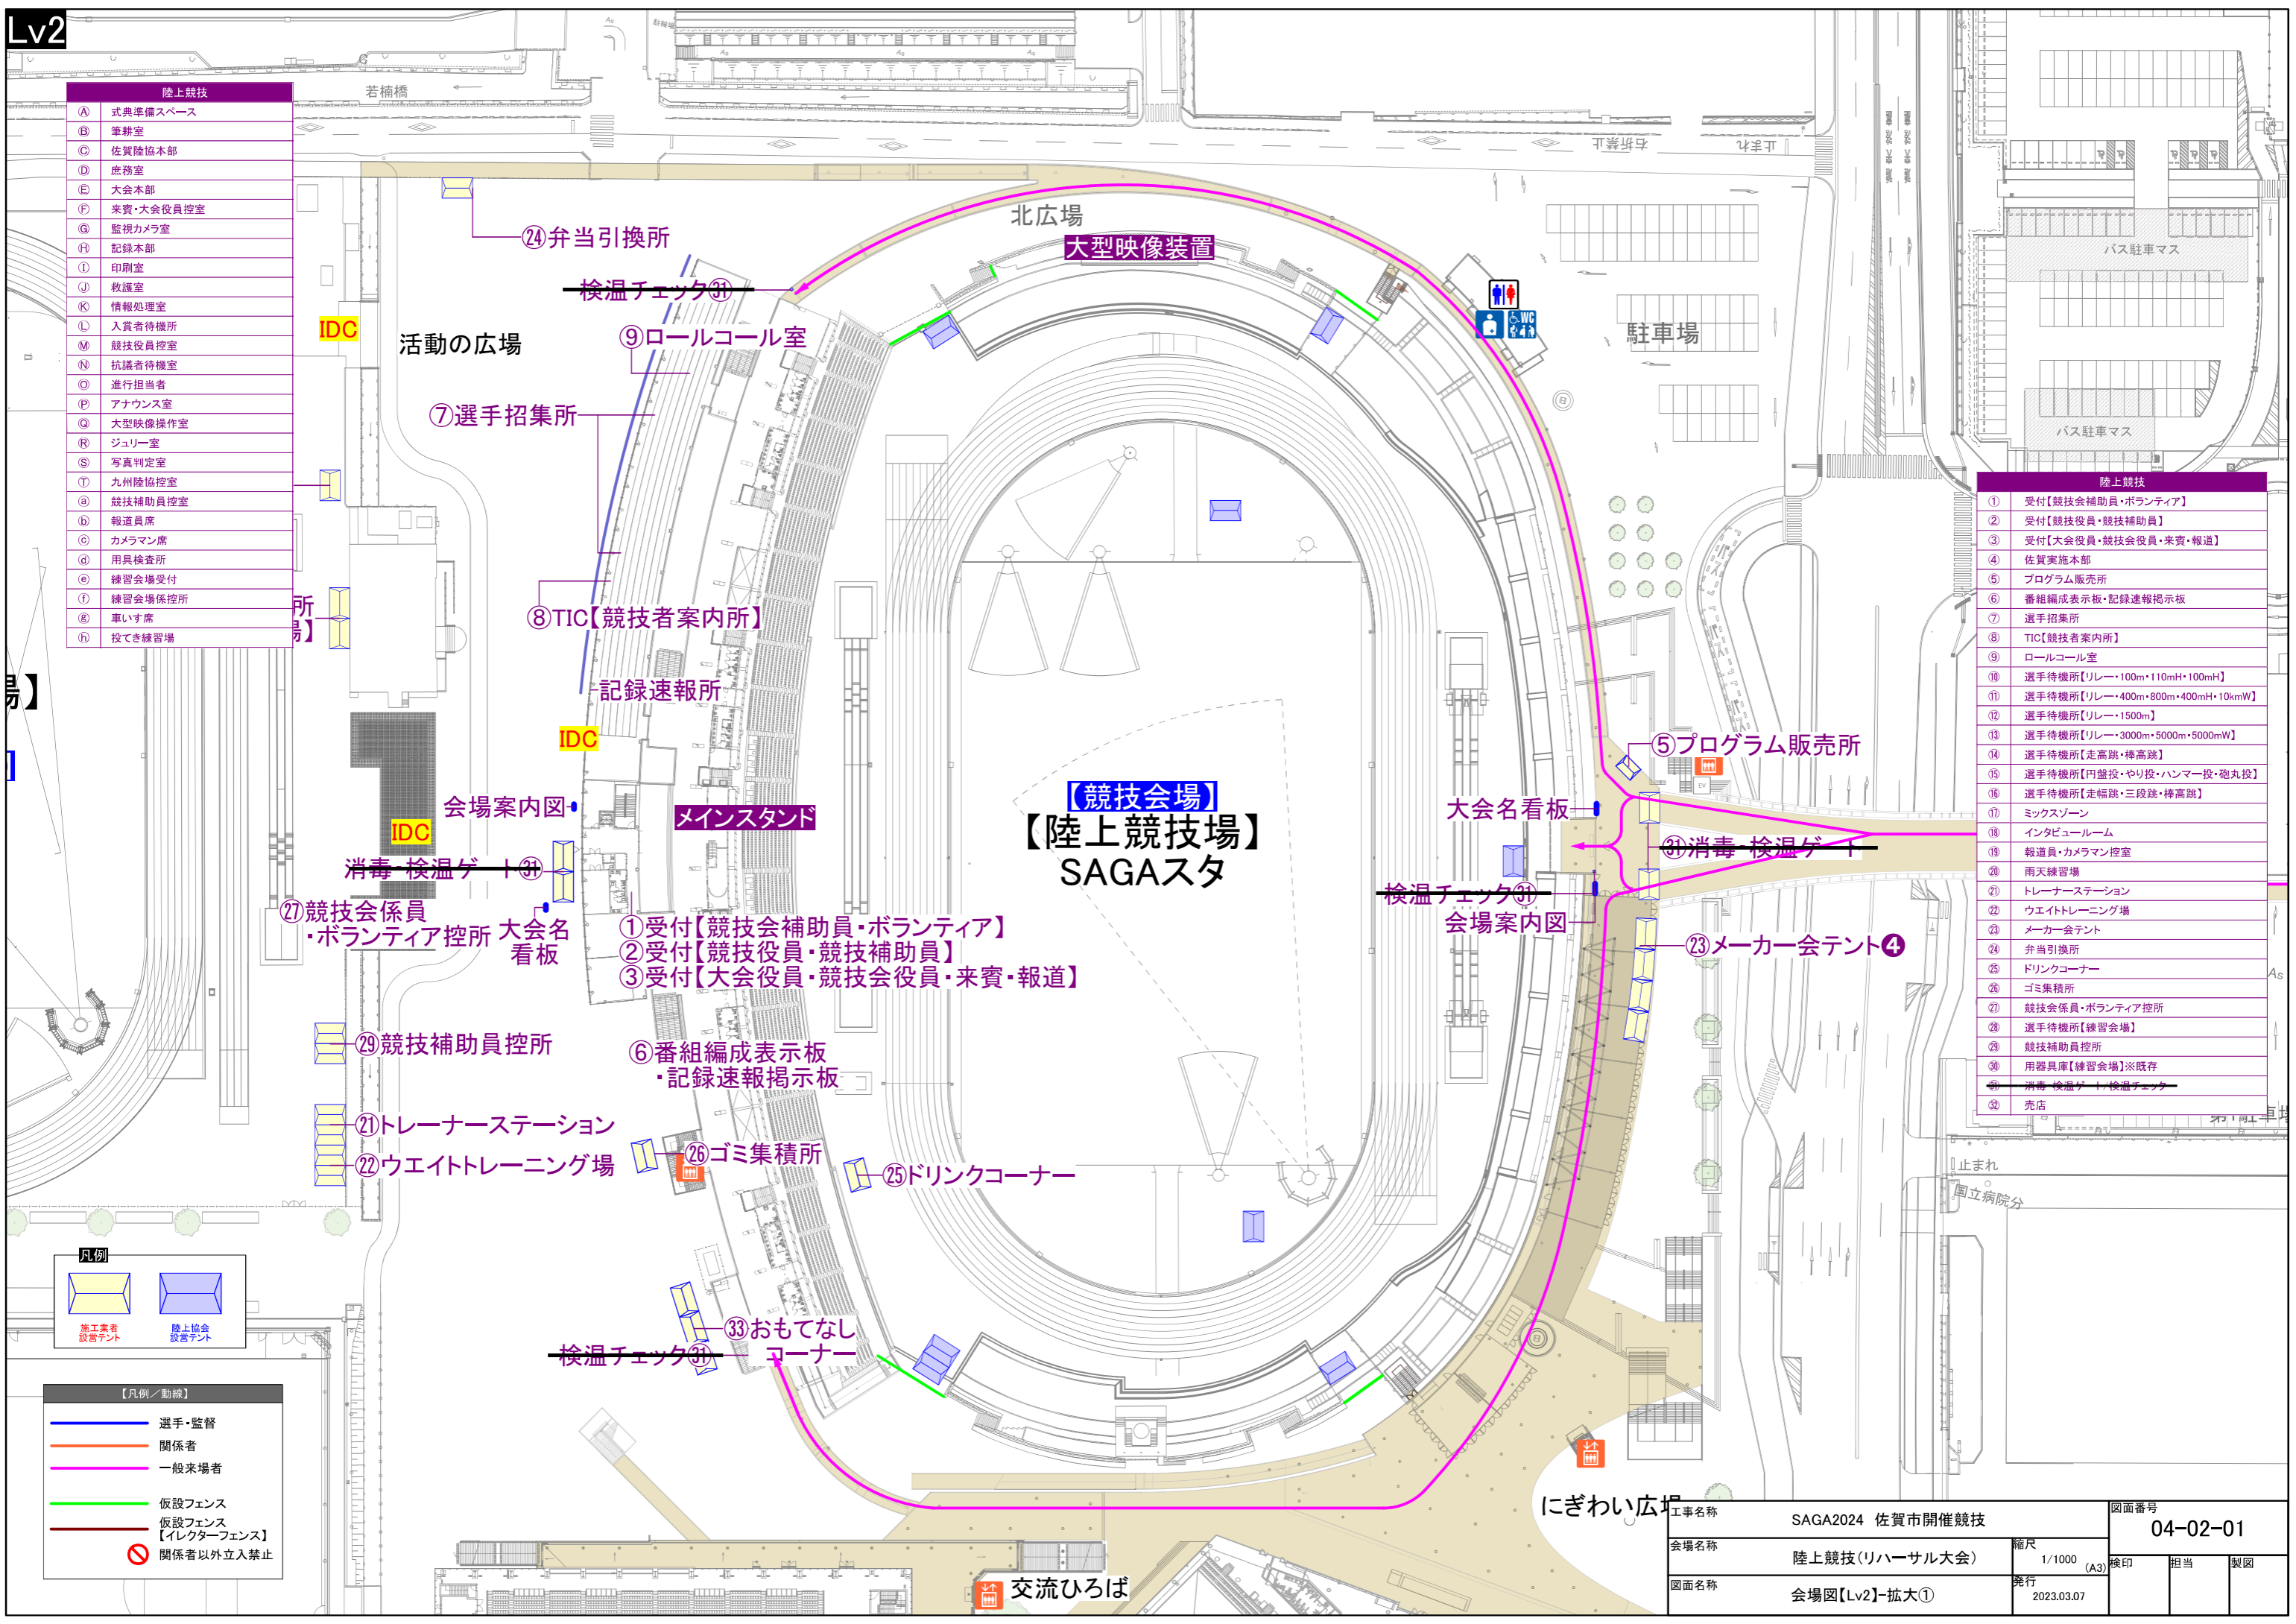 Lv2
若楠橋
右折禁止
止まれ
陸上競技
Ⓐ 式典準備スペース
Ⓑ 筆耕室
Ⓒ 佐賀陸協本部
Ⓓ 庶務室
Ⓔ 大会本部
Ⓕ 来賓・大会役員控室
Ⓖ 監視カメラ室
Ⓗ 記録本部
Ⓘ 印刷室
Ⓙ 救護室
Ⓚ 情報処理室
Ⓛ 入賞者待機所
Ⓜ 競技役員控室
Ⓝ 抗議者待機室
Ⓞ 進行担当者
Ⓟ アナウンス室
Ⓠ 大型映像操作室
Ⓡ ジュリー室
Ⓢ 写真判定室
Ⓣ 九州陸協控室
ⓐ 競技補助員控室
ⓑ 報道員席
ⓒ カメラマン席
ⓓ 用具検査所
ⓔ 練習会場受付
ⓕ 練習会場係控所
ⓖ 車いす席
ⓗ 投てき練習場
所
場】
場】
㉔弁当引換所
北広場
大型映像装置
検温チェック㉛
IDC
活動の広場
⑨ロールコール室
WC
駐車場
バス駐車マス
バス駐車マス
⑦選手招集所
⑧TIC【競技者案内所】
記録速報所
IDC
⑤プログラム販売所
EV
会場案内図
メインスタンド
【競技会場】
【陸上競技場】
SAGAスタ
大会名看板
IDC
消毒・検温ゲート㉛
㉛消毒・検温ゲート
検温チェック㉛
会場案内図
㉗競技会係員
・ボランティア控所
大会名
看板
①受付【競技会補助員・ボランティア】
②受付【競技役員・競技補助員】
③受付【大会役員・競技会役員・来賓・報道】
㉓メーカー会テント❹
㉙競技補助員控所
⑥番組編成表示板
・記録速報掲示板
㉑トレーナーステーション
㉒ウエイトトレーニング場
㉖ゴミ集積所
㉕ドリンクコーナー
㉝おもてなし
コーナー
検温チェック㉛
陸上競技
① 受付【競技会補助員・ボランティア】
② 受付【競技役員・競技補助員】
③ 受付【大会役員・競技会役員・来賓・報道】
④ 佐賀実施本部
⑤ プログラム販売所
⑥ 番組編成表示板・記録速報掲示板
⑦ 選手招集所
⑧ TIC【競技者案内所】
⑨ ロールコール室
⑩ 選手待機所【リレー・100m・110mH・100mH】
⑪ 選手待機所【リレー・400m・800m・400mH・10kmW】
⑫ 選手待機所【リレー・1500m】
⑬ 選手待機所【リレー・3000m・5000m・5000mW】
⑭ 選手待機所【走高跳・棒高跳】
⑮ 選手待機所【円盤投・やり投・ハンマー投・砲丸投】
⑯ 選手待機所【走幅跳・三段跳・棒高跳】
⑰ ミックスゾーン
⑱ インタビュールーム
⑲ 報道員・カメラマン控室
⑳ 雨天練習場
㉑ トレーナーステーション
㉒ ウエイトトレーニング場
㉓ メーカー会テント
㉔ 弁当引換所
㉕ ドリンクコーナー
㉖ ゴミ集積所
㉗ 競技会係員・ボランティア控所
㉘ 選手待機所【練習会場】
㉙ 競技補助員控所
㉚ 用器具庫【練習会場】※既存
㉛ 消毒・検温ゲート/検温チェック
㉜ 売店
As
止まれ
国立病院分
凡例
施工業者
設営テント
陸上協会
設営テント
【凡例／動線】
選手・監督
関係者
一般来場者
仮設フェンス
仮設フェンス
【イレクターフェンス】
関係者以外立入禁止
にぎわい広場
交流ひろば
工事名称 SAGA2024 佐賀市開催競技
図面番号 04-02-01
会場名称 陸上競技(リハーサル大会)
縮尺 1/1000 (A3)
検印 担当 製図
図面名称 会場図【Lv2】-拡大①
発行 2023.03.07